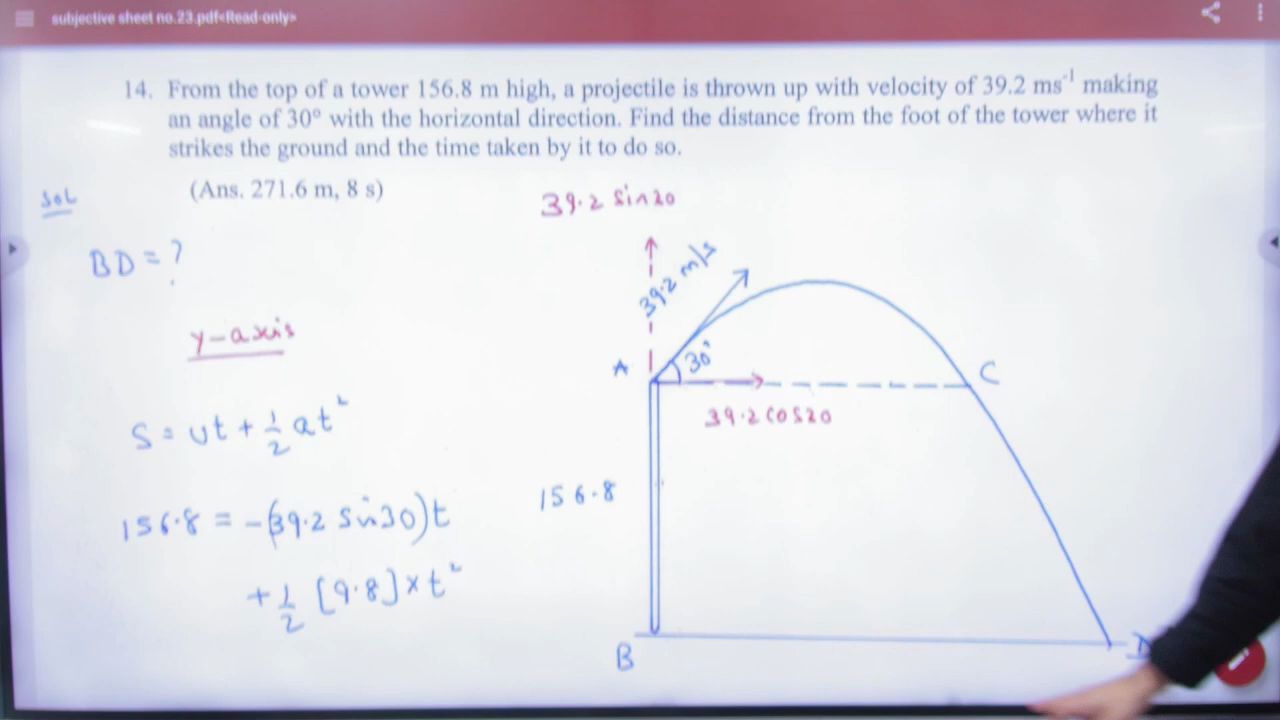 subjective sheet no.23.pdf<Read-only>
14. From the top of a tower 156.8 m high, a projectile is thrown up with velocity of 39.2 ms⁻¹ making
an angle of 30° with the horizontal direction. Find the distance from the foot of the tower where it
strikes the ground and the time taken by it to do so.
(Ans. 271.6 m, 8 s)
Sol
BD = ?
y-axis
S = ut + 1/2 at²
156.8 = -(39.2 sin30)t
+ 1/2 [9.8] × t²
39.2 sin30
39.2 m/s
A
30°
C
39.2 cos30
156.8
B
D